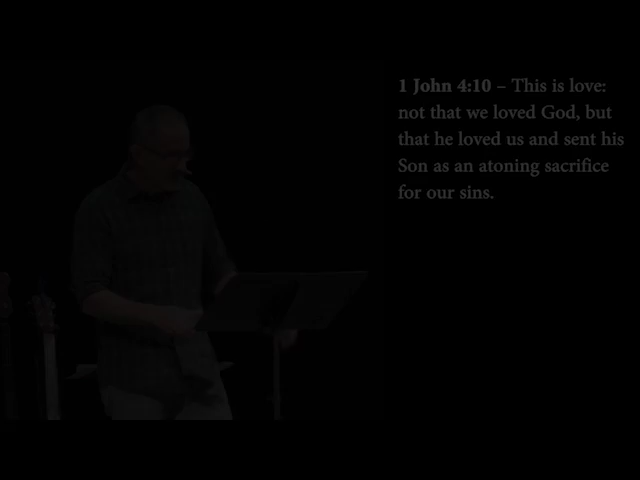 1 John 4:10 – This is love:
not that we loved God, but
that he loved us and sent his
Son as an atoning sacrifice
for our sins.